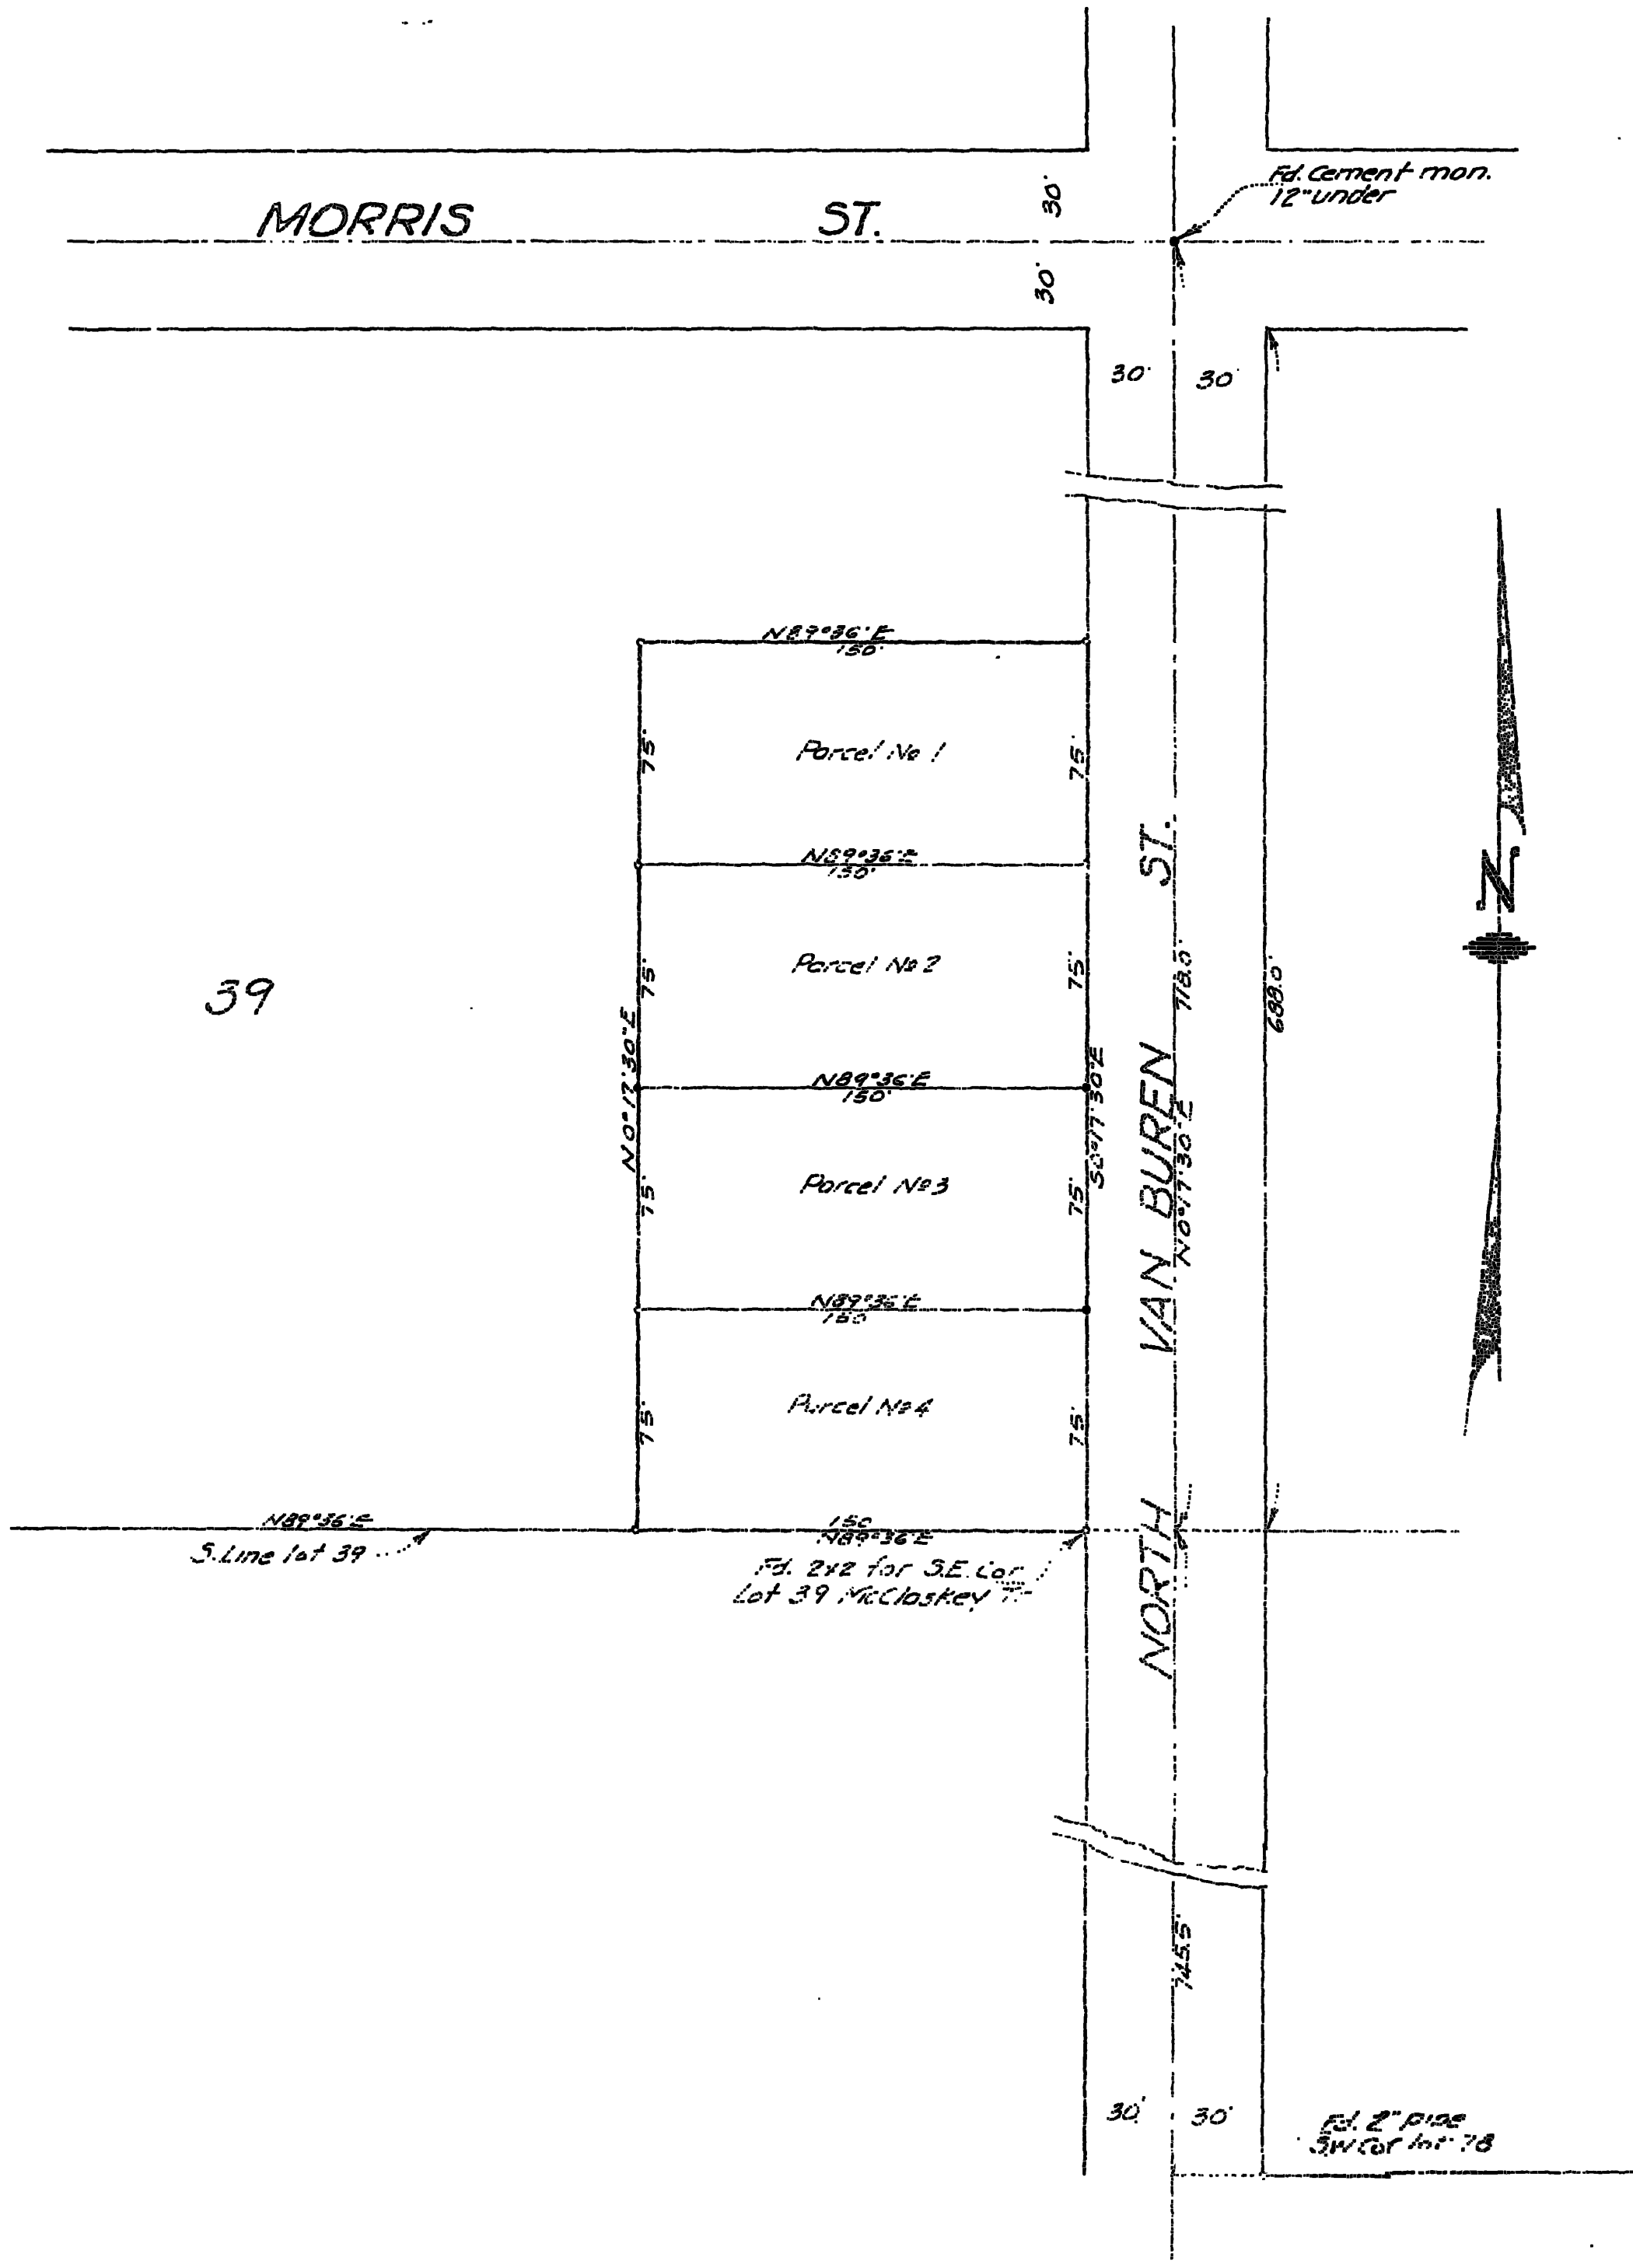 Fd. Cement mon.
12" under
MORRIS ST.
30'
30'
30' 30'
N89°36'E
150'
75'
Parcel No 1
75'
N89°36'E
150'
75'
Parcel No 2
75'
39
N0°17'30"E
S0°17'30"E
N89°36'E
150'
75'
Parcel No 3
75'
N89°36'E
150
75'
Parcel No 4
75'
NORTH VAN BUREN ST.
N0°17'30"E 718.0'
688.0'
N
N89°36'E
S. Line lot 39
150
N89°36'E
Fd. 2x2 for S.E. Cor.
Lot 39 McCloskey Tr
745.5'
30' 30'
Fd. 2" pipe
SW Cor lot 78